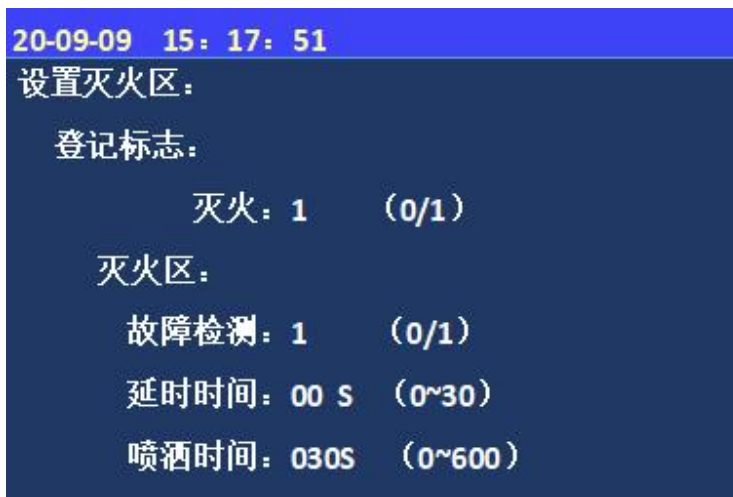 20-09-09 15：17：51
设置灭火区：
登记标志：
灭火：1 （0/1）
灭火区：
故障检测：1 （0/1）
延时时间：00 S （0~30）
喷洒时间：030S （0~600）